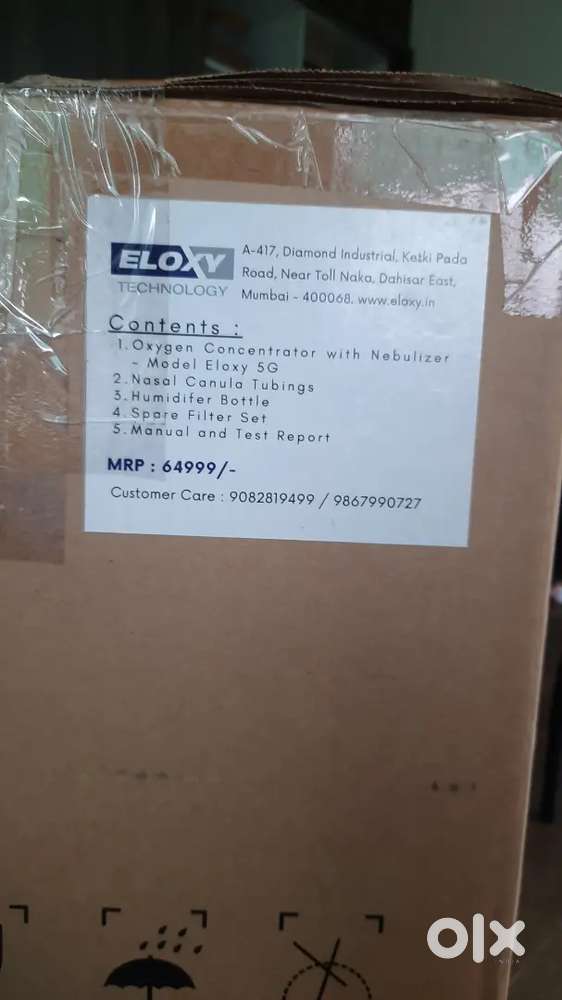 ELOXY
TECHNOLOGY
A-417, Diamond Industrial, Ketki Pada
Road, Near Toll Naka, Dahisar East,
Mumbai - 400068. www.eloxy.in
Contents :
1. Oxygen Concentrator with Nebulizer
- Model Eloxy 5G
2. Nasal Canula Tubings
3. Humidifer Bottle
4. Spare Filter Set
5. Manual and Test Report
MRP : 64999/-
Customer Care : 9082819499 / 9867990727
olx
INDIA